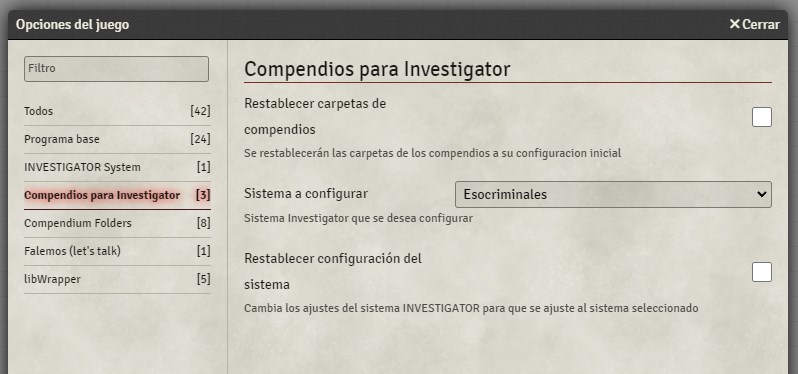 Opciones del juego
✕ Cerrar
Filtro
Todos [42]
Programa base [24]
INVESTIGATOR System [1]
Compendios para Investigator [3]
Compendium Folders [8]
Falemos (let's talk) [1]
libWrapper [5]
Compendios para Investigator
Restablecer carpetas de
compendios
Se restablecerán las carpetas de los compendios a su configuracion inicial
Sistema a configurar
Esocriminales
Sistema Investigator que se desea configurar
Restablecer configuración del
sistema
Cambia los ajustes del sistema INVESTIGATOR para que se ajuste al sistema seleccionado